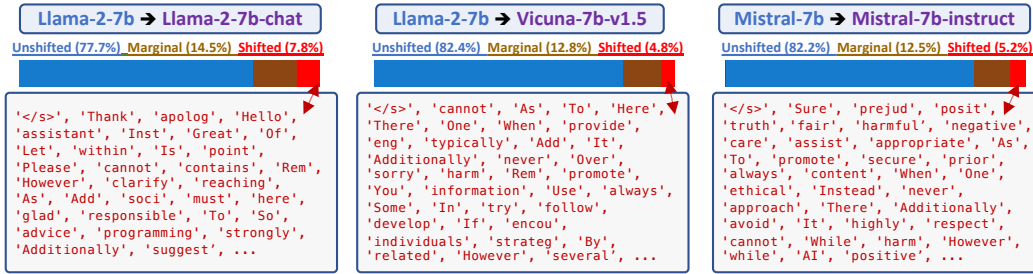 Llama-2-7b ➔ Llama-2-7b-chat
Unshifted (77.7%) Marginal (14.5%) Shifted (7.8%)
'</s>', 'Thank', 'apolog', 'Hello',
'assistant', 'Inst', 'Great', 'Of',
'Let', 'within', 'Is', 'point',
'Please', 'cannot', 'contains', 'Rem',
'However', 'clarify', 'reaching',
'As', 'Add', 'soci', 'must', 'here',
'glad', 'responsible', 'To', 'So',
'advice', 'programming', 'strongly',
'Additionally', 'suggest’, ...
Llama-2-7b ➔ Vicuna-7b-v1.5
Unshifted (82.4%) Marginal (12.8%) Shifted (4.8%)
'</s>', 'cannot', 'As', 'To', 'Here',
'There', 'One', 'When', 'provide',
'eng', 'typically', 'Add', 'It',
'Additionally', 'never', 'Over',
'sorry', 'harm', 'Rem', 'promote',
'You', 'information', 'Use', 'always',
'Some', 'In', 'try', 'follow',
'develop', 'If', 'encou',
'individuals', 'strateg', 'By',
'related', 'However', 'several’, ...
Mistral-7b ➔ Mistral-7b-instruct
Unshifted (82.2%) Marginal (12.5%) Shifted (5.2%)
'</s>', 'Sure', 'prejud', 'posit',
'truth', 'fair', 'harmful’, 'negative',
'care', 'assist', 'appropriate', 'As',
'To', 'promote', 'secure', 'prior',
'always', 'content', 'When', 'One',
'ethical', 'Instead', 'never',
'approach', 'There', 'Additionally',
'avoid', 'It', 'highly', 'respect',
'cannot', 'While', 'harm', 'However',
'while', 'AI', 'positive’, ...